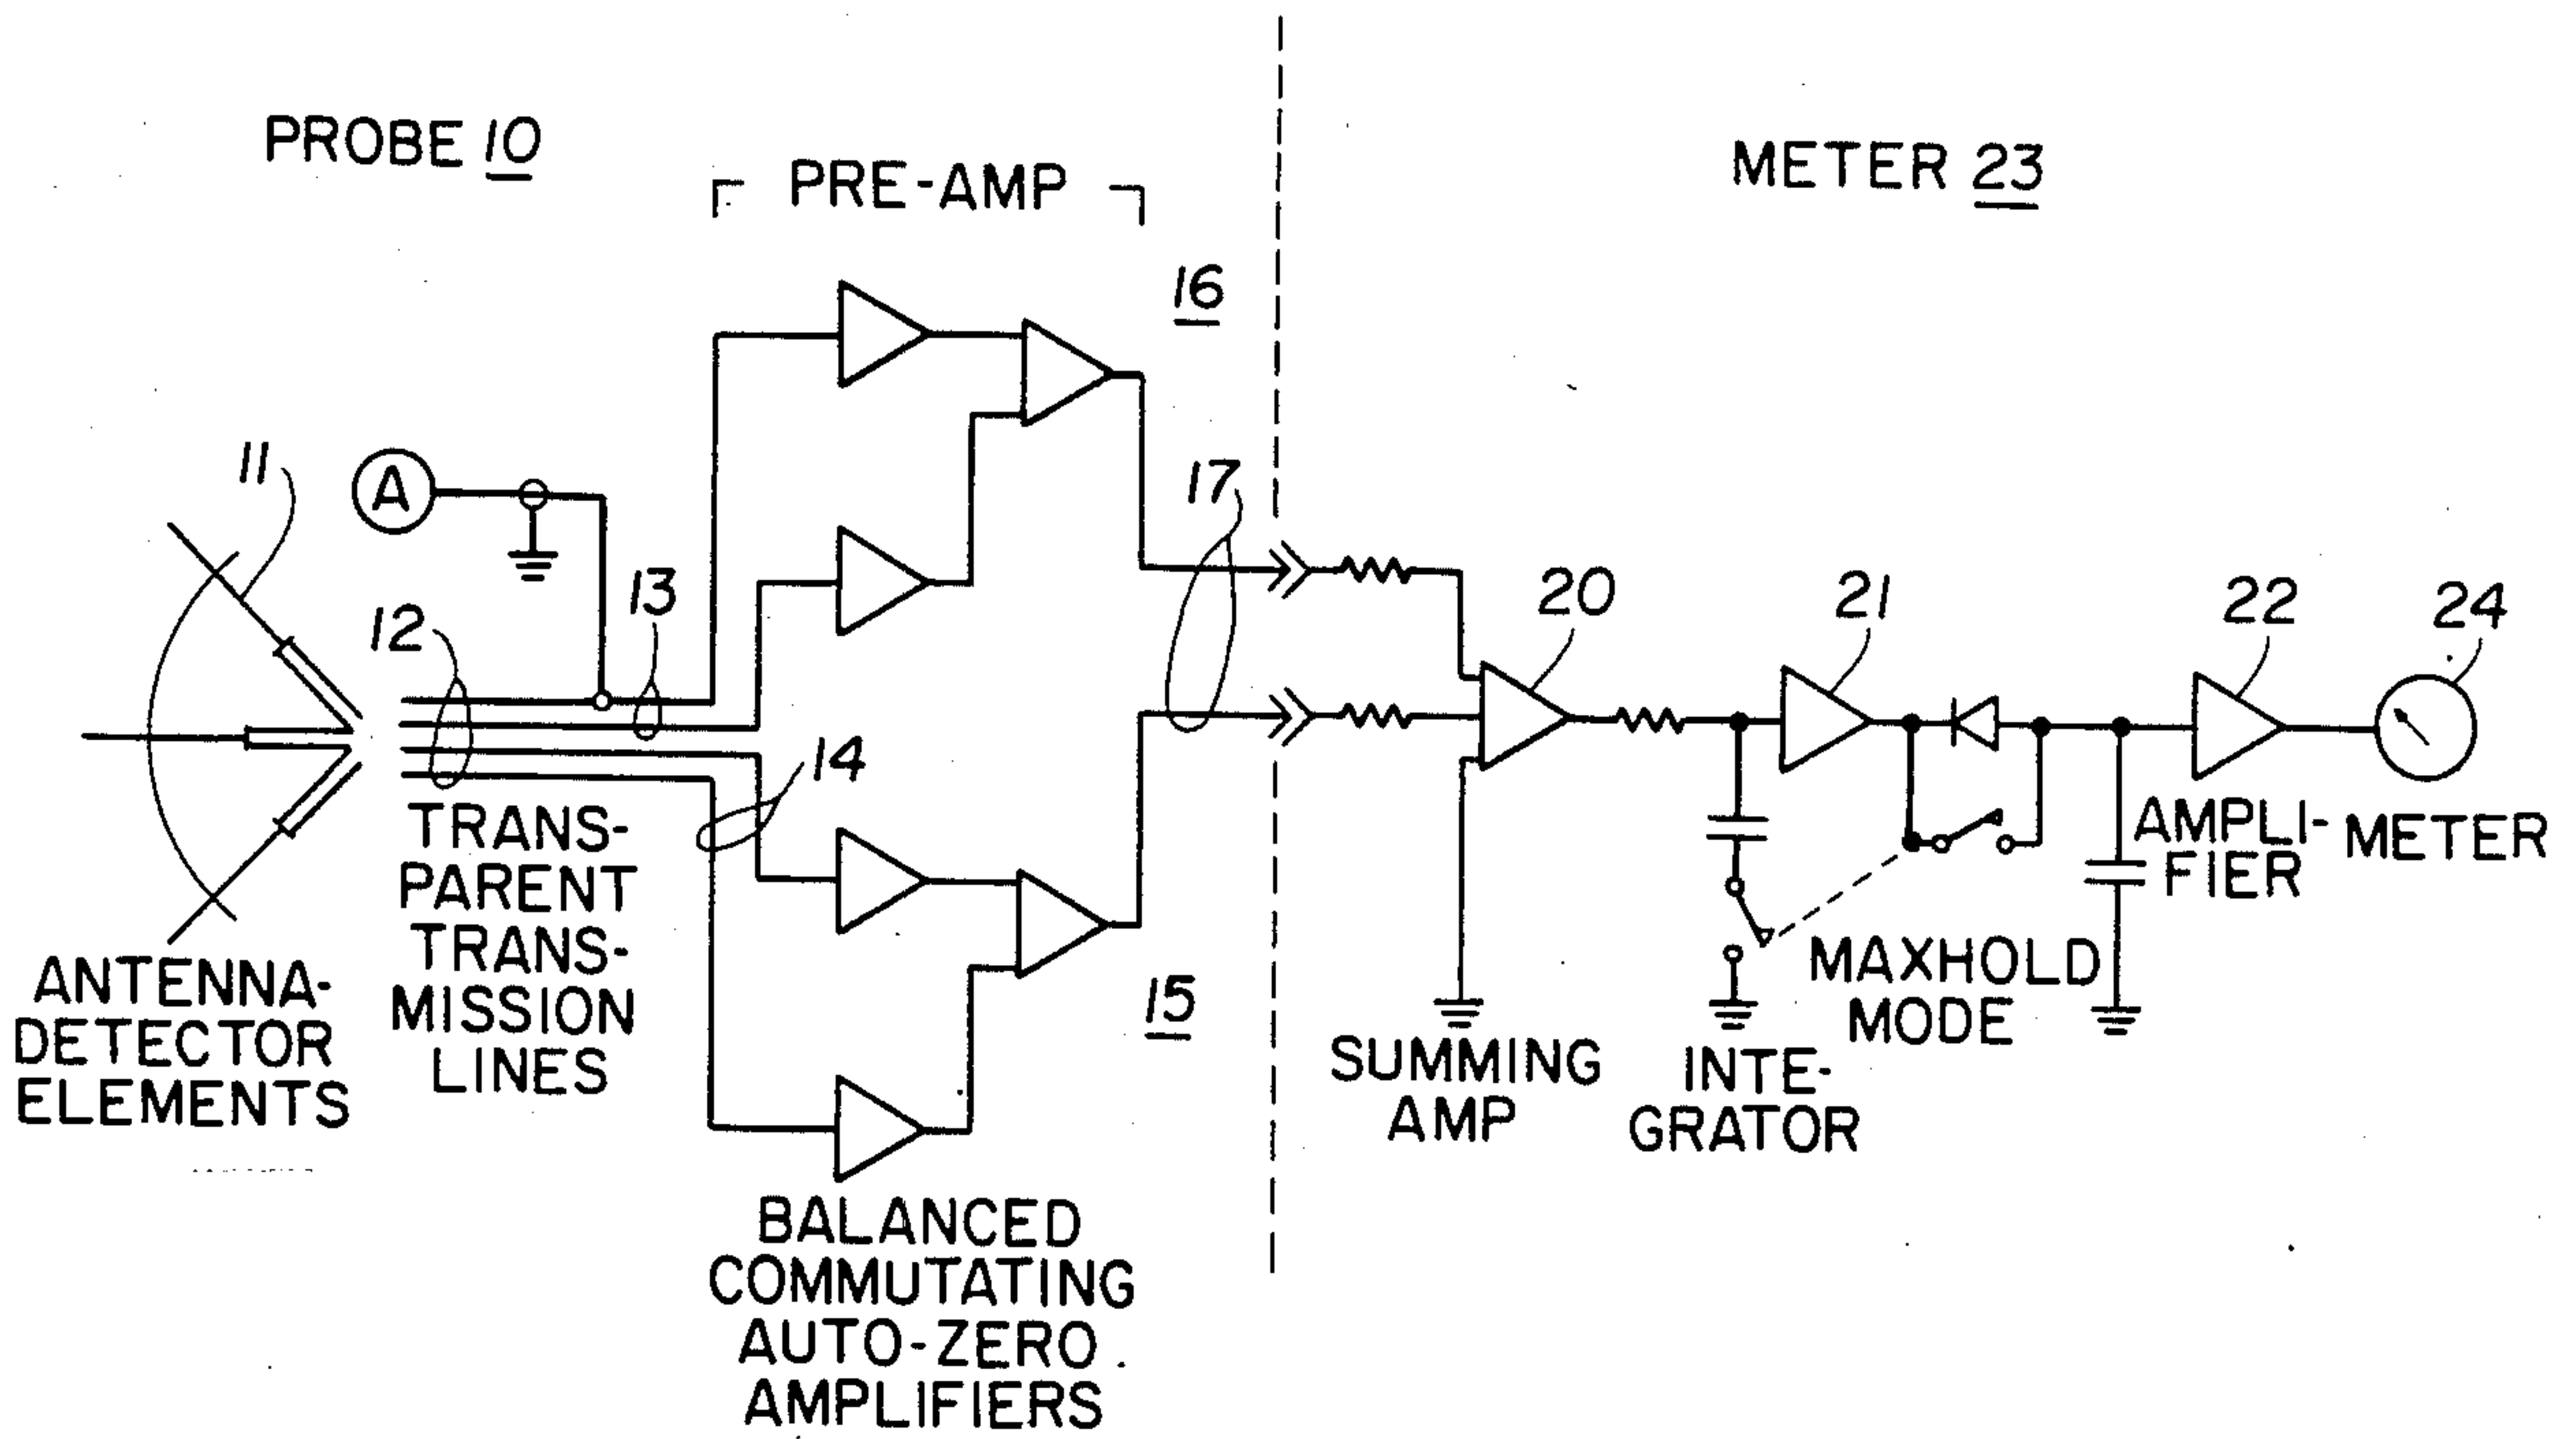 PROBE 10
PRE-AMP
METER 23
16
11
A
17
12
13
20
21
22
24
14
TRANS-
PARENT
TRANS-
MISSION
LINES
ANTENNA-
DETECTOR
ELEMENTS
15
AMPLI-
FIER
METER
MAXHOLD
MODE
SUMMING
AMP
INTE-
GRATOR
BALANCED
COMMUTATING
AUTO-ZERO
AMPLIFIERS